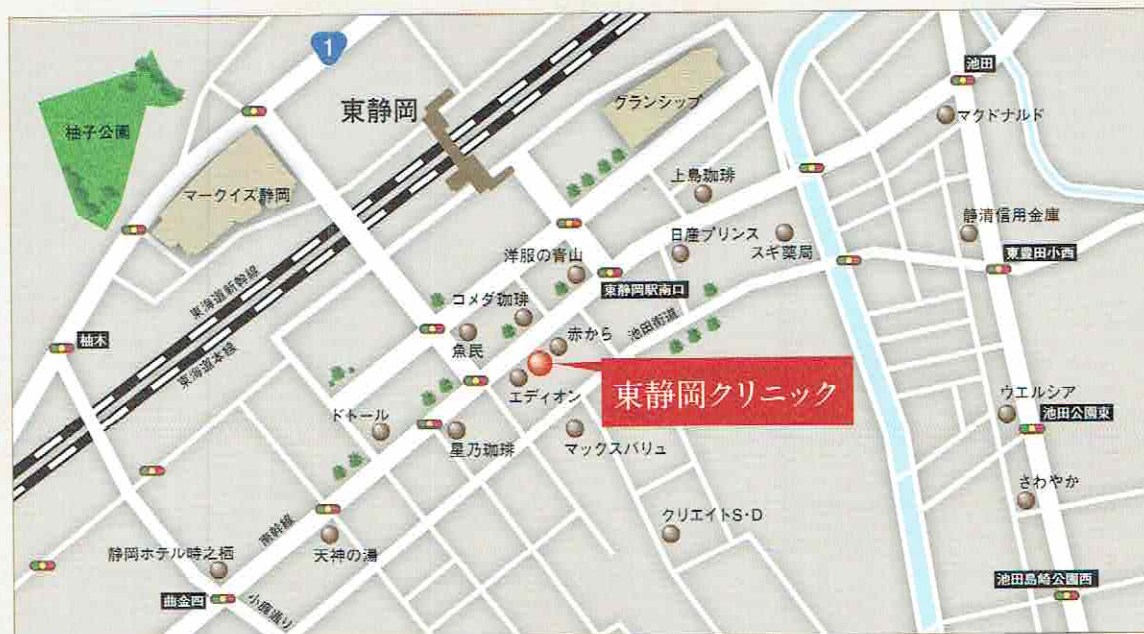 1
東静岡
グランシップ
池田
マクドナルド
柚子公園
マークイズ静岡
上島珈琲
日産プリンス
スギ薬局
静清信用金庫
東豊田小西
洋服の青山
東静岡駅南口
東海道新幹線
東海道本線
コメダ珈琲
池田街道
柚木
魚民
赤から
エディオン
東静岡クリニック
ドトール
星乃珈琲
マックスバリュ
ウエルシア
池田公園東
さわやか
南幹線
天神の湯
クリエイトS・D
静岡ホテル時之栖
曲金四
小鹿通り
池田島崎公園西